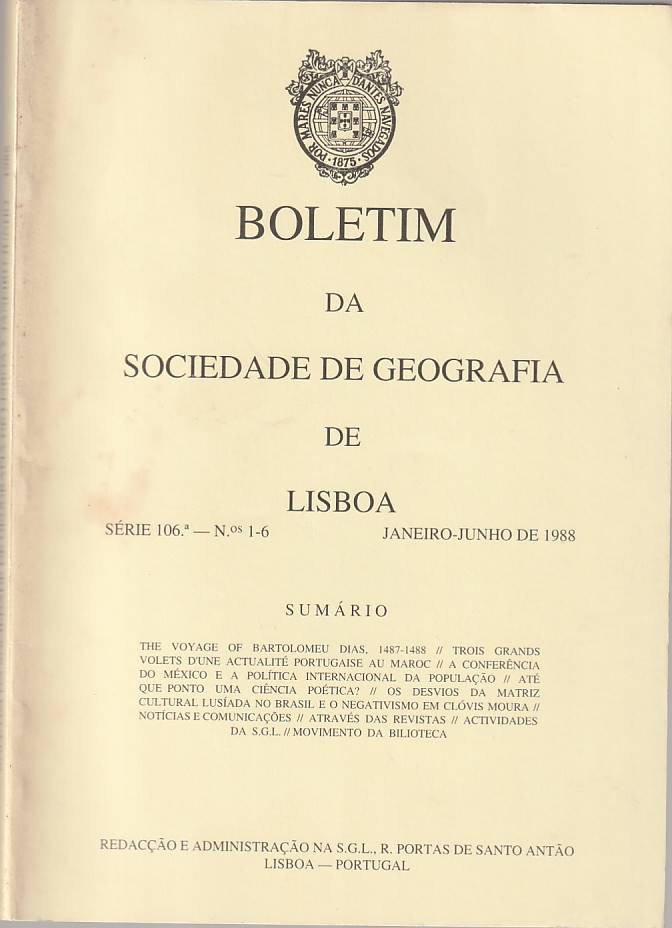 POR MARES NUNCA DANTES NAVEGADOS
· 1875 ·
BOLETIM
DA
SOCIEDADE DE GEOGRAFIA
DE
LISBOA
SÉRIE 106.ª — N.os 1-6 JANEIRO-JUNHO DE 1988
SUMÁRIO
THE VOYAGE OF BARTOLOMEU DIAS, 1487-1488 // TROIS GRANDS
VOLETS D'UNE ACTUALITÉ PORTUGAISE AU MAROC // A CONFERÊNCIA
DO MÉXICO E A POLÍTICA INTERNACIONAL DA POPULAÇÃO // ATÉ
QUE PONTO UMA CIÊNCIA POÉTICA? // OS DESVIOS DA MATRIZ
CULTURAL LUSÍADA NO BRASIL E O NEGATIVISMO EM CLÓVIS MOURA //
NOTÍCIAS E COMUNICAÇÕES // ATRAVÉS DAS REVISTAS // ACTIVIDADES
DA S.G.L. // MOVIMENTO DA BILIOTECA
REDACÇÃO E ADMINISTRAÇÃO NA S.G.L., R. PORTAS DE SANTO ANTÃO
LISBOA — PORTUGAL